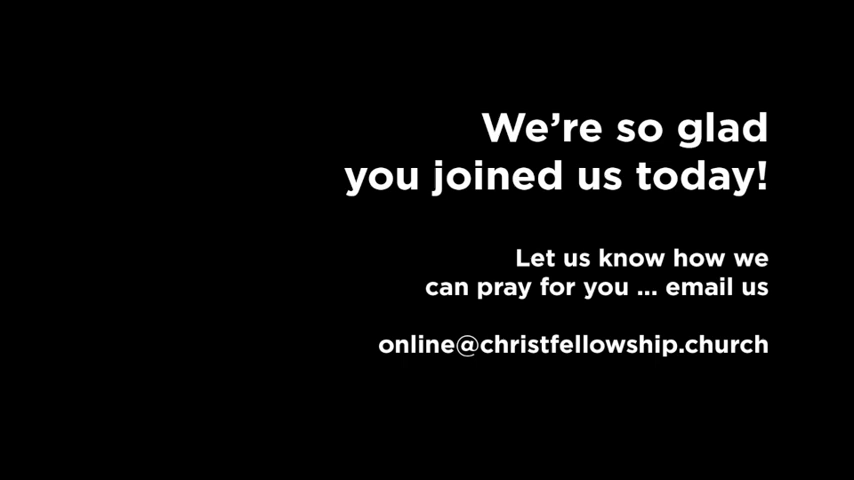 We’re so glad
you joined us today!
Let us know how we
can pray for you ... email us
online@christfellowship.church